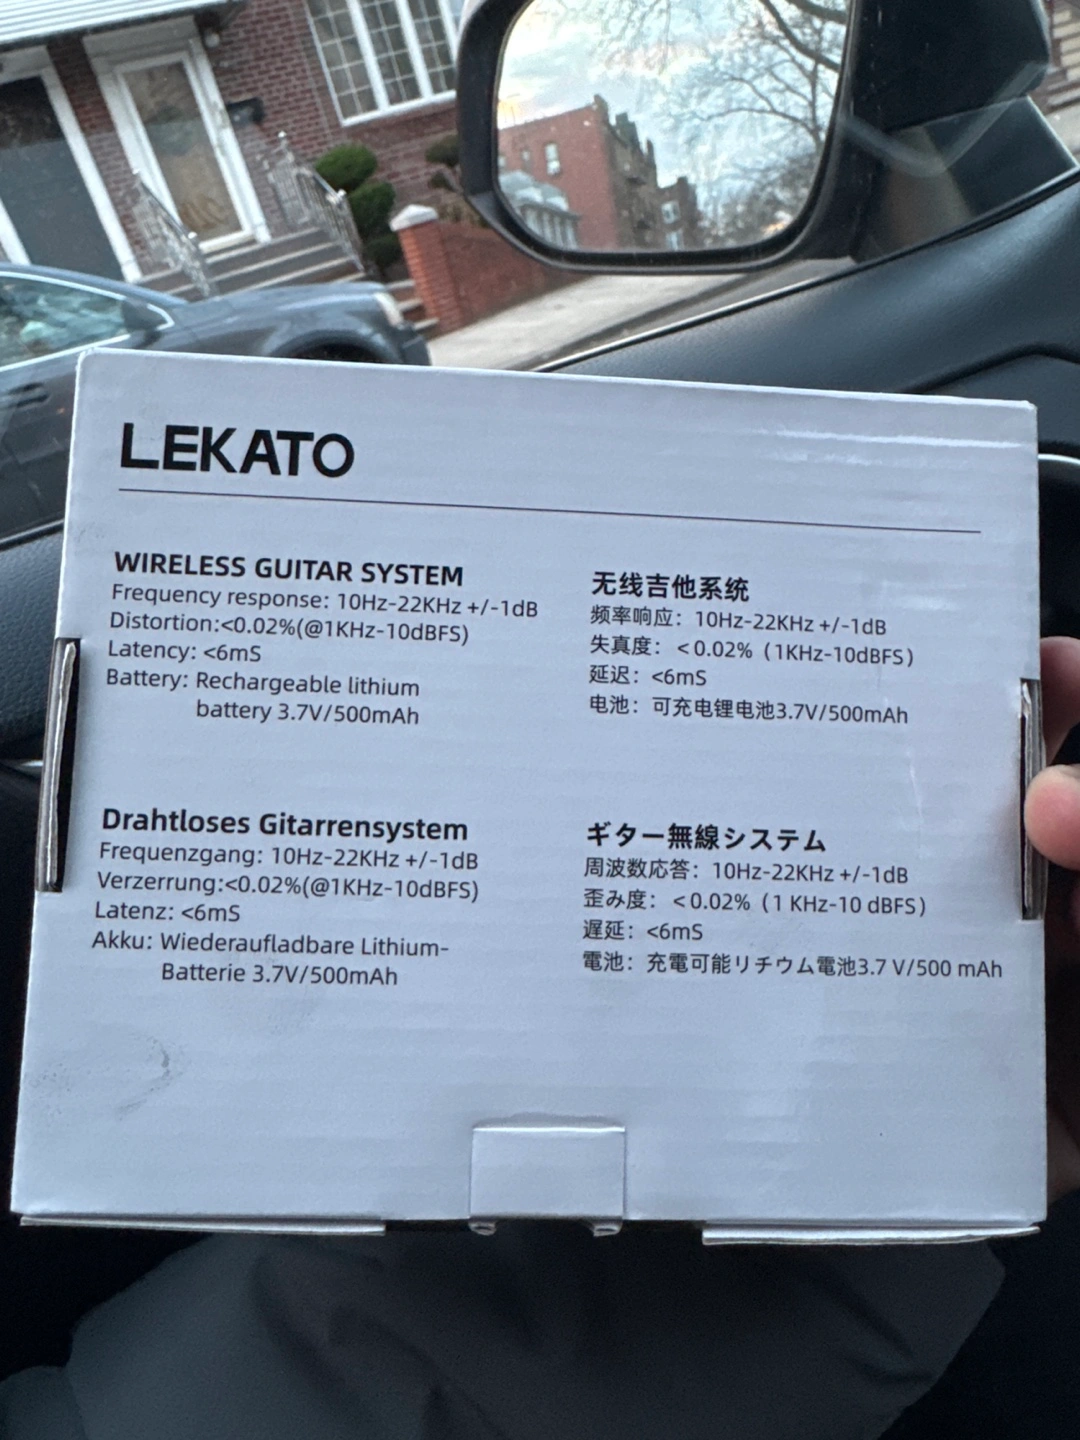 LEKATO
WIRELESS GUITAR SYSTEM
Frequency response: 10Hz-22KHz +/-1dB
Distortion:<0.02%(@1KHz-10dBFS)
Latency: <6mS
Battery: Rechargeable lithium
battery 3.7V/500mAh
无线吉他系统
频率响应：10Hz-22KHz +/-1dB
失真度：<0.02%（1KHz-10dBFS）
延迟：<6mS
电池：可充电锂电池3.7V/500mAh
Drahtloses Gitarrensystem
Frequenzgang: 10Hz-22KHz +/-1dB
Verzerrung:<0.02%(@1KHz-10dBFS)
Latenz: <6mS
Akku: Wiederaufladbare Lithium-
Batterie 3.7V/500mAh
ギター無線システム
周波数応答：10Hz-22KHz +/-1dB
歪み度：<0.02%（1 KHz-10 dBFS）
遅延：<6mS
電池：充電可能リチウム電池3.7 V/500 mAh